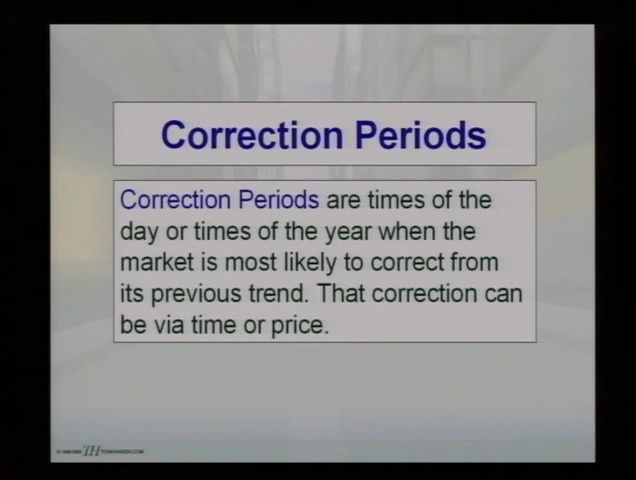 Correction Periods
Correction Periods are times of the
day or times of the year when the
market is most likely to correct from
its previous trend. That correction can
be via time or price.
TH